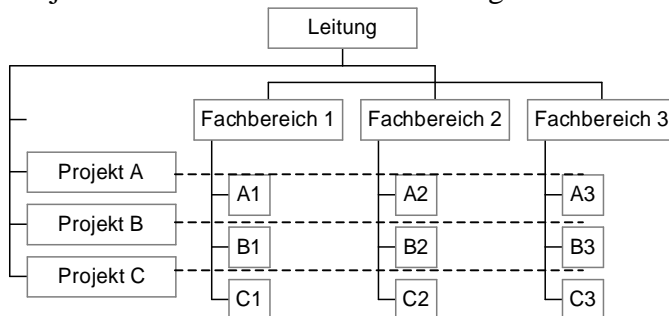 Leitung
Fachbereich 1 Fachbereich 2 Fachbereich 3
Projekt A
A1 A2 A3
Projekt B
B1 B2 B3
Projekt C
C1 C2 C3